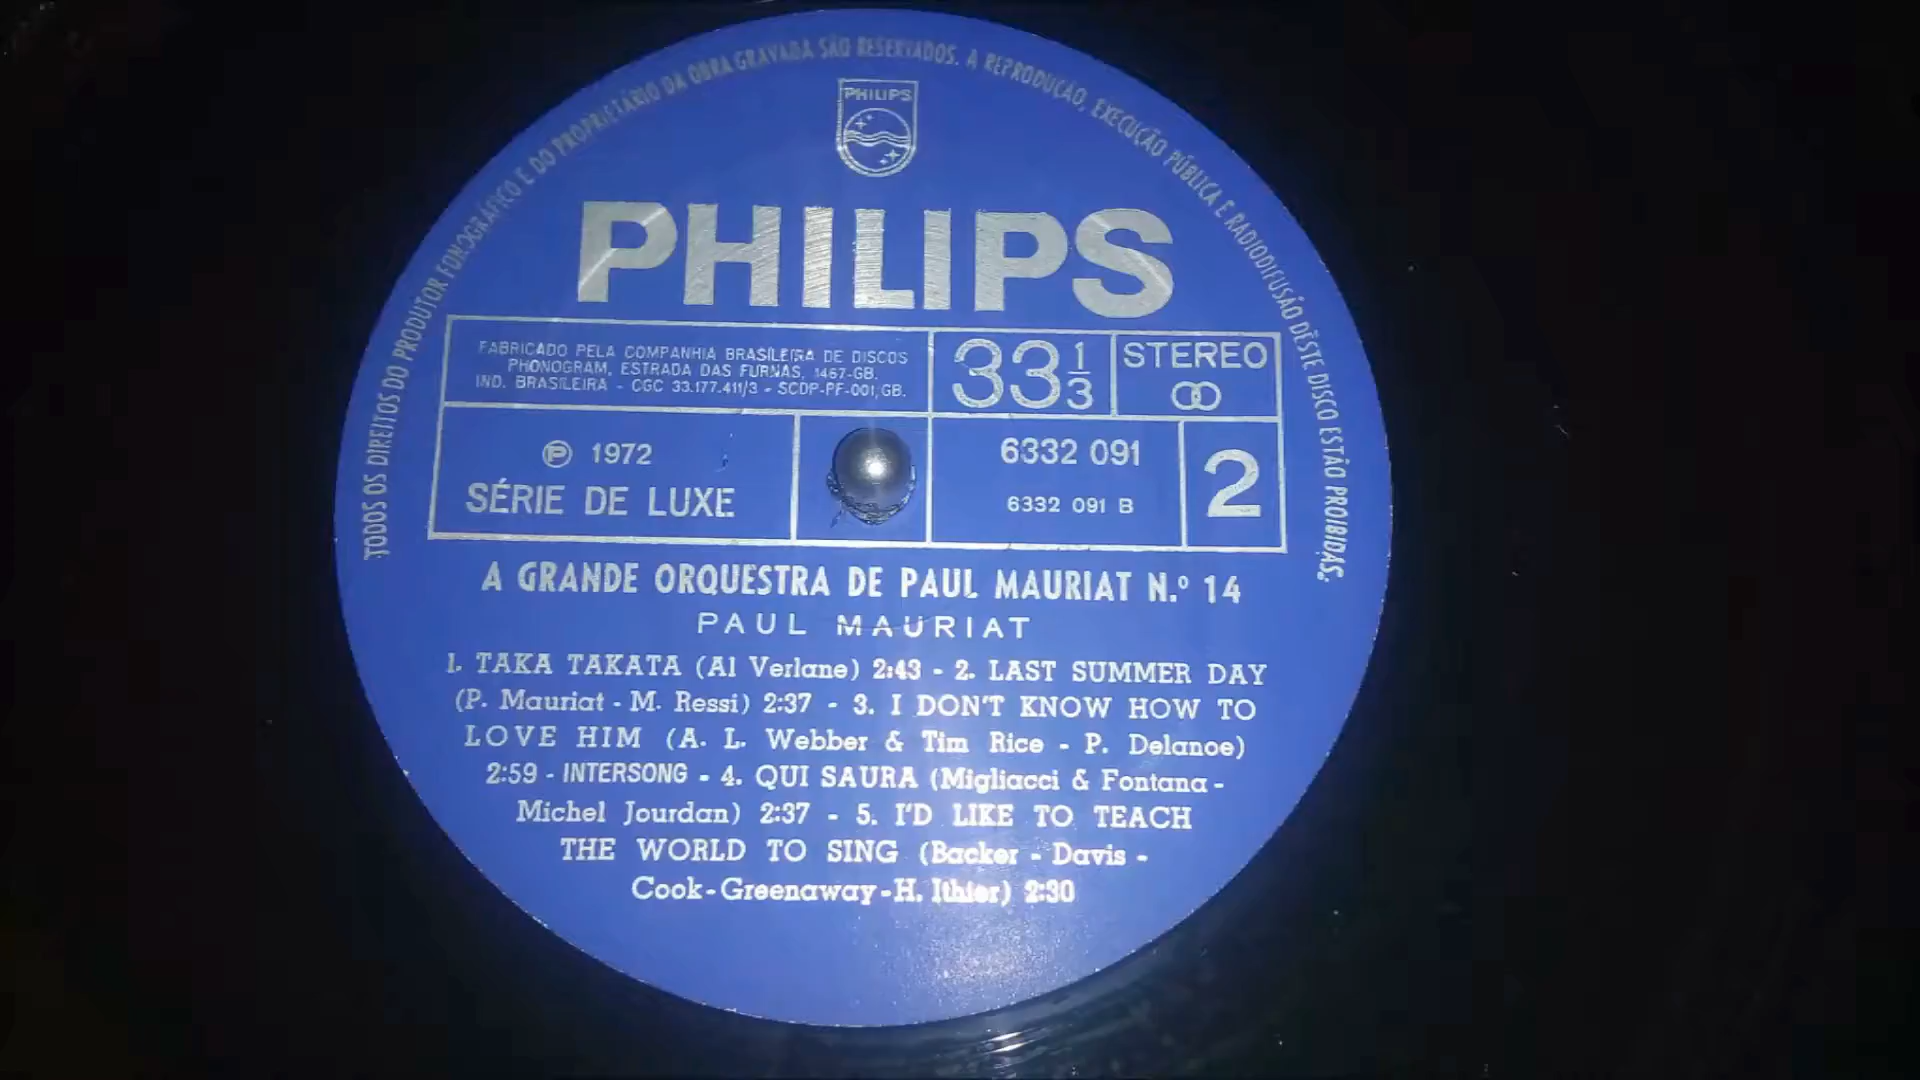 TODOS OS DIREITOS DO PRODUTOR FONOGRÁFICO E DO PROPRIETÁRIO DA OBRA GRAVADA SÃO RESERVADOS. A REPRODUÇÃO, EXECUÇÃO PÚBLICA E RADIODIFUSÃO DÊSTE DISCO ESTÃO PROIBIDAS.
PHILIPS
PHILIPS
FABRICADO PELA COMPANHIA BRASILEIRA DE DISCOS
PHONOGRAM, ESTRADA DAS FURNAS, 1467-GB.
IND. BRASILEIRA - CGC 33.177.411/3 - SCDP-PF-001, GB.
33 1/3
STEREO
℗ 1972
SÉRIE DE LUXE
6332 091
6332 091 B
2
A GRANDE ORQUESTRA DE PAUL MAURIAT N.º 14
PAUL MAURIAT
1. TAKA TAKATA (Al Verlane) 2:43 - 2. LAST SUMMER DAY
(P. Mauriat - M. Ressi) 2:37 - 3. I DON'T KNOW HOW TO
LOVE HIM (A. L. Webber & Tim Rice - P. Delanoe)
2:59 - INTERSONG - 4. QUI SAURA (Migliacci & Fontana -
Michel Jourdan) 2:37 - 5. I'D LIKE TO TEACH
THE WORLD TO SING (Backer - Davis -
Cook-Greenaway-H. Ithier) 2:30